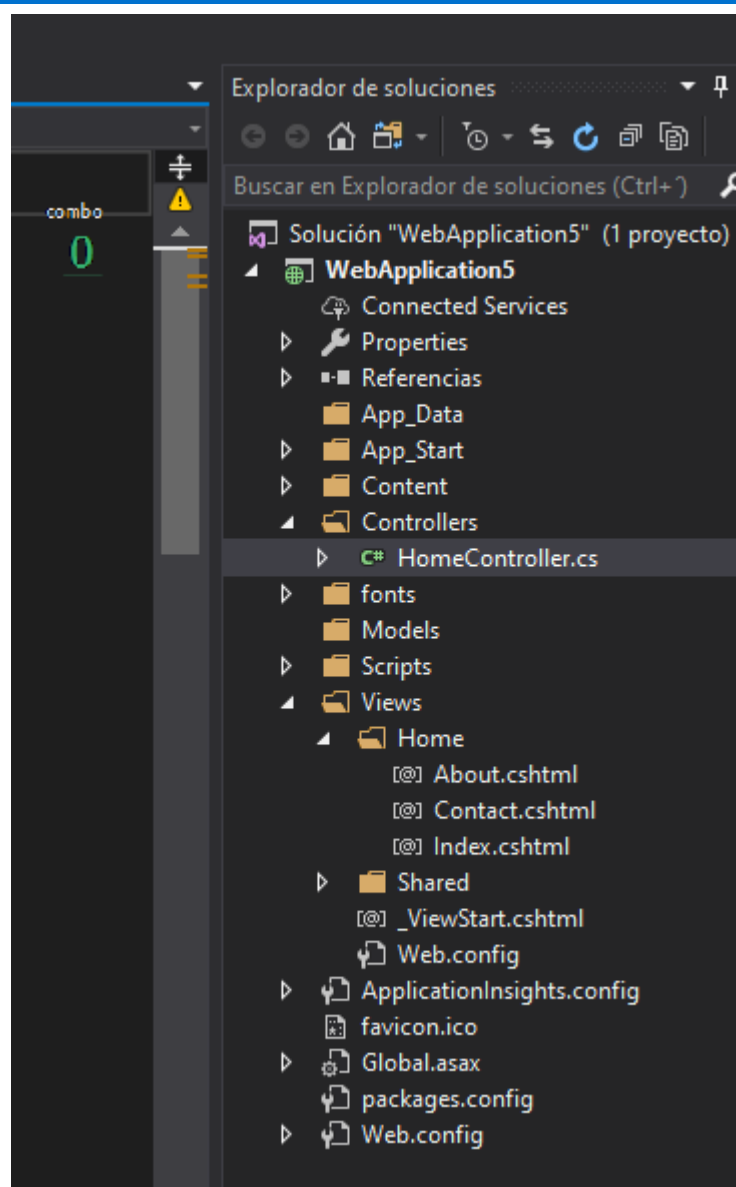 Explorador de soluciones
Buscar en Explorador de soluciones (Ctrl+´)
combo
0
Solución "WebApplication5" (1 proyecto)
WebApplication5
Connected Services
Properties
Referencias
App_Data
App_Start
Content
Controllers
C# HomeController.cs
fonts
Models
Scripts
Views
Home
[@] About.cshtml
[@] Contact.cshtml
[@] Index.cshtml
Shared
[@] _ViewStart.cshtml
Web.config
ApplicationInsights.config
favicon.ico
Global.asax
packages.config
Web.config